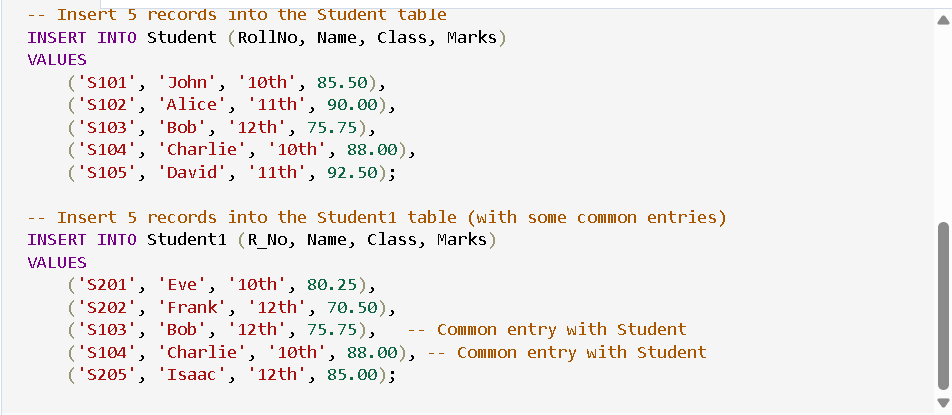 -- Insert 5 records into the Student table
INSERT INTO Student (RollNo, Name, Class, Marks)
VALUES
    ('S101', 'John', '10th', 85.50),
    ('S102', 'Alice', '11th', 90.00),
    ('S103', 'Bob', '12th', 75.75),
    ('S104', 'Charlie', '10th', 88.00),
    ('S105', 'David', '11th', 92.50);

-- Insert 5 records into the Student1 table (with some common entries)
INSERT INTO Student1 (R_No, Name, Class, Marks)
VALUES
    ('S201', 'Eve', '10th', 80.25),
    ('S202', 'Frank', '12th', 70.50),
    ('S103', 'Bob', '12th', 75.75),   -- Common entry with Student
    ('S104', 'Charlie', '10th', 88.00), -- Common entry with Student
    ('S205', 'Isaac', '12th', 85.00);